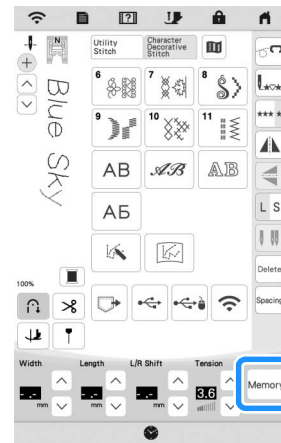 N
Utility Stitch
Character Decorative Stitch
Blue Sky
6 7 8
9 10 11
AB AB AB
АБ
L S
Delete
Spacing
100%
Width Length L/R Shift Tension
-.- -.- -.- 3.6
mm mm mm
Memory